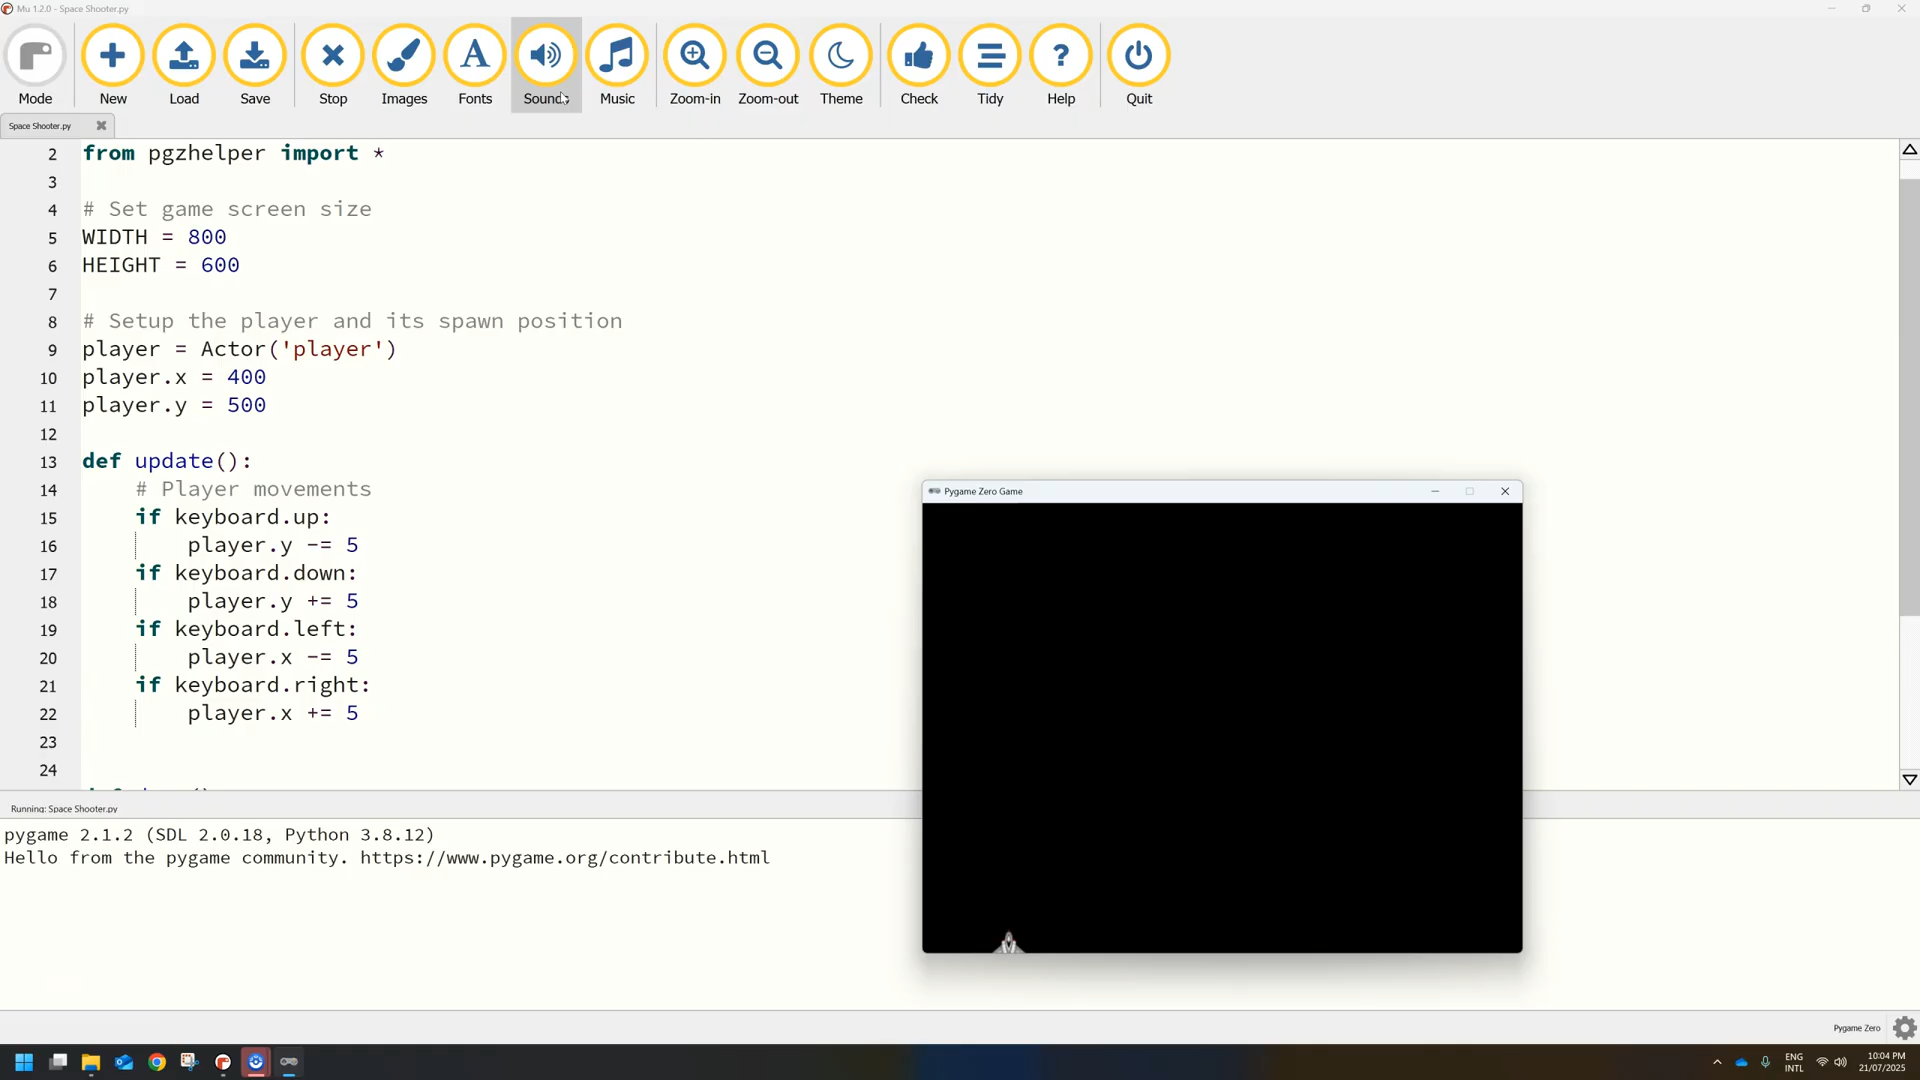 Mu 1.2.0 - Space Shooter.py
Mode New Load Save Stop Images Fonts Sounds Music Zoom-in Zoom-out Theme Check Tidy Help Quit
Space Shooter.py
2 from pgzhelper import *
3
4 # Set game screen size
5 WIDTH = 800
6 HEIGHT = 600
7
8 # Setup the player and its spawn position
9 player = Actor('player')
10 player.x = 400
11 player.y = 500
12
13 def update():
14 # Player movements
15 if keyboard.up:
16 player.y -= 5
17 if keyboard.down:
18 player.y += 5
19 if keyboard.left:
20 player.x -= 5
21 if keyboard.right:
22 player.x += 5
23
24
Pygame Zero Game
Running: Space Shooter.py
pygame 2.1.2 (SDL 2.0.18, Python 3.8.12)
Hello from the pygame community. https://www.pygame.org/contribute.html
Pygame Zero
ENG
INTL
10:04 PM
21/07/2025